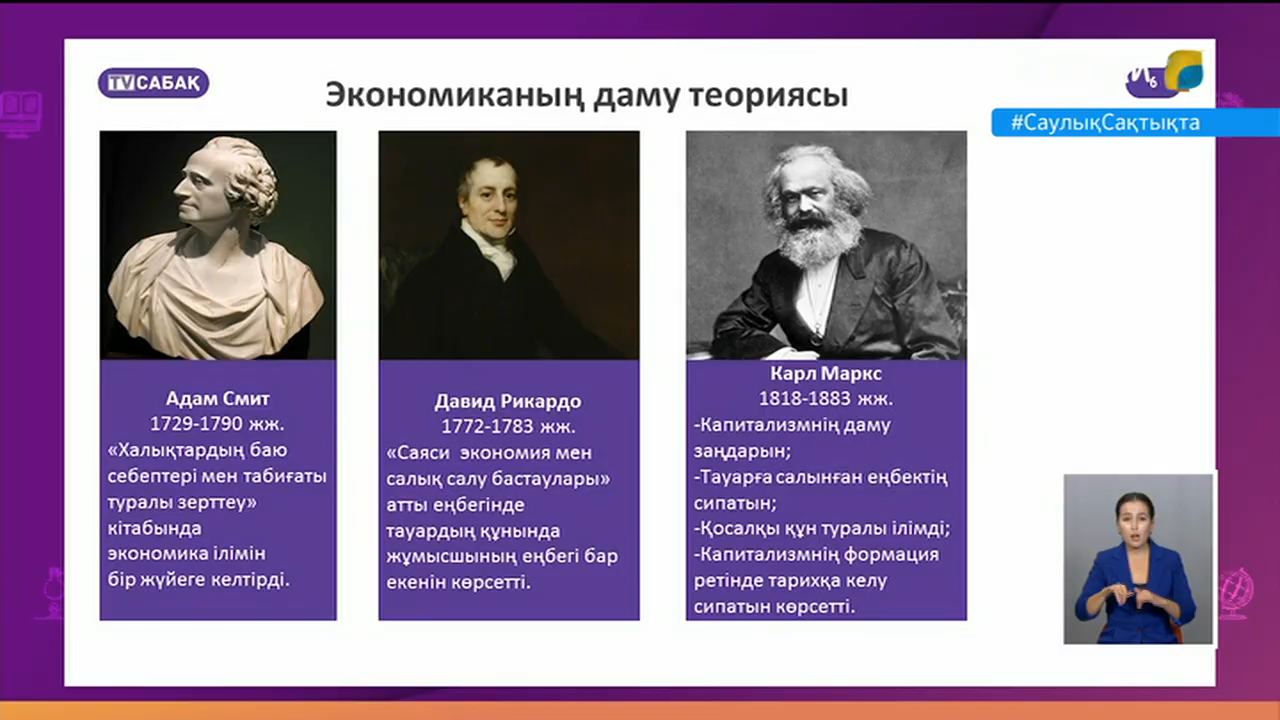 TVСАБАҚ
Экономиканың даму теориясы
#СаулықСақтықта
6
Адам Смит
1729-1790 жж.
«Халықтардың баю
себептері мен табиғаты
туралы зерттеу»
кітабында
экономика ілімін
бір жүйеге келтірді.
Давид Рикардо
1772-1783 жж.
«Саяси экономия мен
салық салу бастаулары»
атты еңбегінде
тауардың құнында
жұмысшының еңбегі бар
екенін көрсетті.
Карл Маркс
1818-1883 жж.
-Капитализмнің даму
заңдарын;
-Тауарға салынған еңбектің
сипатын;
-Қосалқы құн туралы ілімді;
-Капитализмнің формация
ретінде тарихқа келу
сипатын көрсетті.